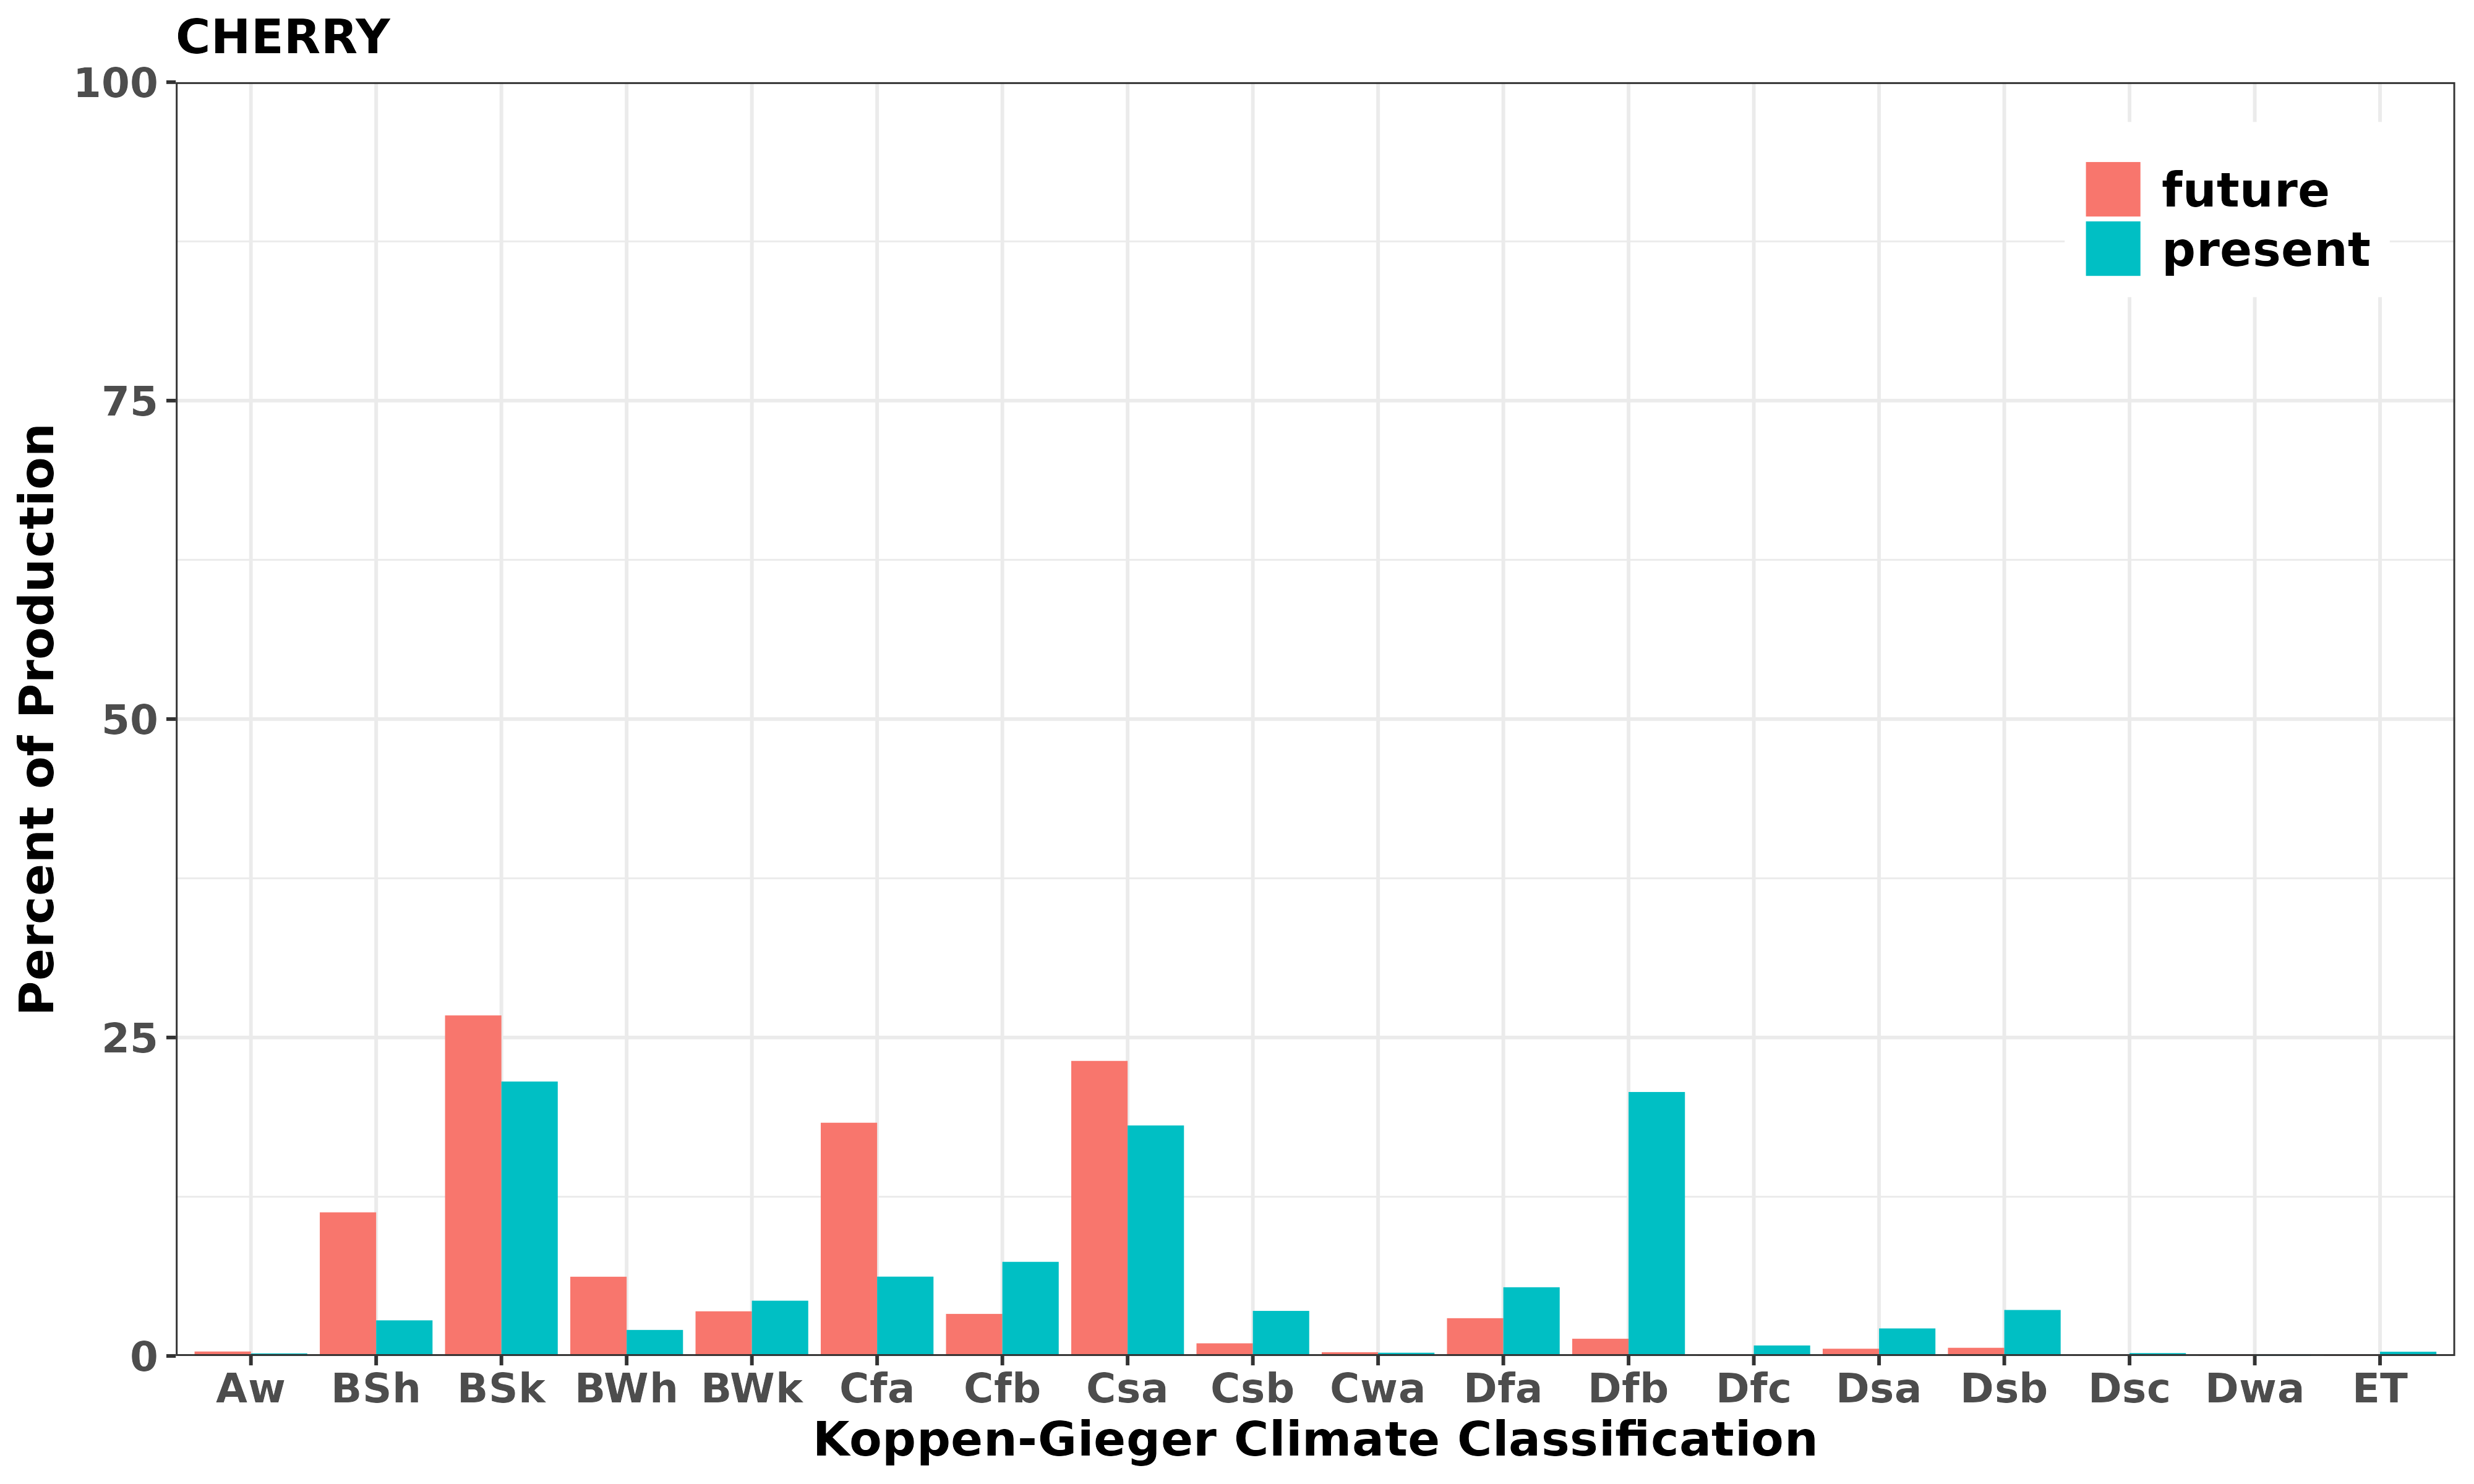 CHERRY
100
75
50
25
0
Percent of Production
future
present
Aw BSh BSk BWh BWk Cfa Cfb Csa Csb Cwa Dfa Dfb Dfc Dsa Dsb Dsc Dwa ET
Koppen-Gieger Climate Classification